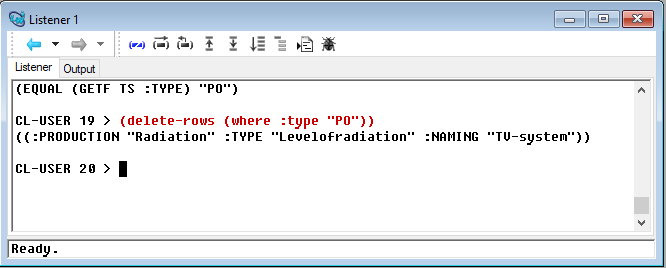 Listener 1
Listener Output
(EQUAL (GETF TS :TYPE) "PO")
CL-USER 19 > (delete-rows (where :type "PO"))
((:PRODUCTION "Radiation" :TYPE "Levelofradiation" :NAMING "TV-system"))
CL-USER 20 >
Ready.